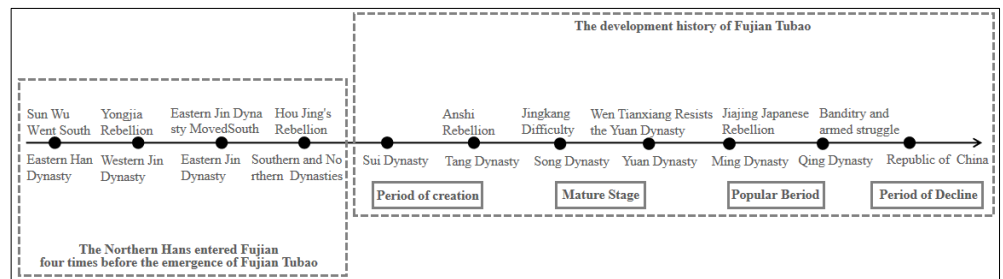 The development history of Fujian Tubao
Sun Wu
Went South
Yongjia
Rebellion
Eastern Jin Dyna
sty MovedSouth
Hou Jing's
Rebellion
Anshi
Rebellion
Jingkang
Difficulty
Wen Tianxiang Resists
the Yuan Dynasty
Jiajing Japanese
Rebellion
Banditry and
armed struggle
Eastern Han
Dynasty
Western Jin
Dynasty
Eastern Jin
Dynasty
Southern and No
rthern Dynasties
Sui Dynasty
Tang Dynasty
Song Dynasty
Yuan Dynasty
Ming Dynasty
Qing Dynasty
Republic of China
Period of creation
Mature Stage
Popular Beriod
Period of Decline
The Northern Hans entered Fujian
four times before the emergence of Fujian Tubao